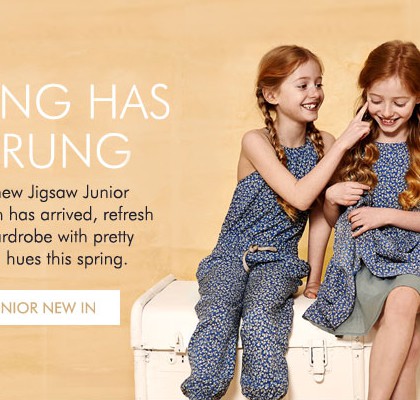 NG HAS
RUNG
new Jigsaw Junior
n has arrived, refresh
ardrobe with pretty
hues this spring.
NIOR NEW IN